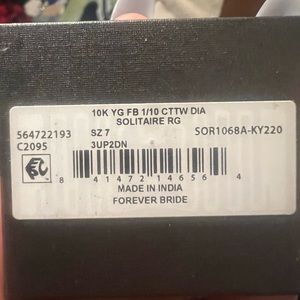 10K YG FB 1/10 CTTW DIA
SOLITAIRE RG
564722193 SZ 7 SOR1068A-KY220
C2095 3UP2DN
8 41472 14656 4
MADE IN INDIA
FOREVER BRIDE